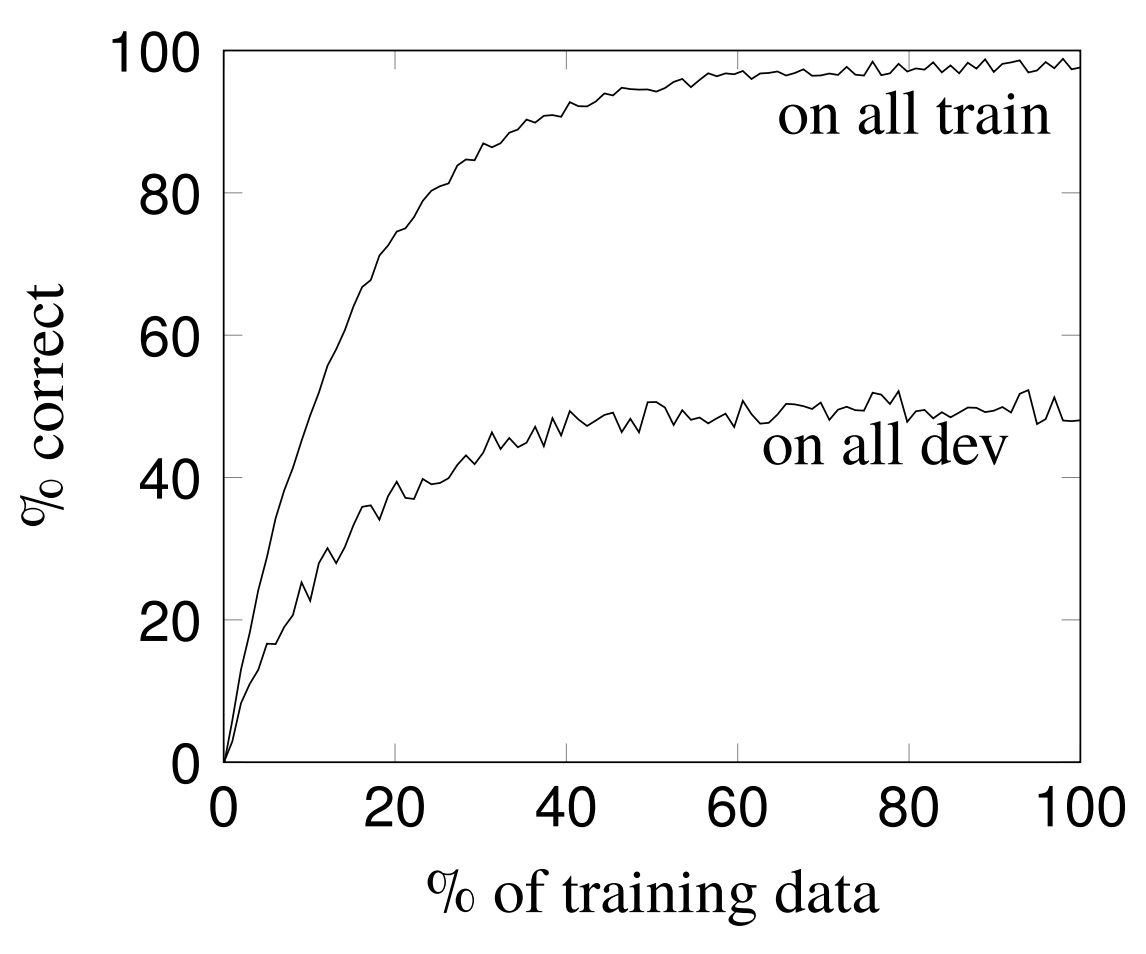 100
80
60
40
20
0
% correct
on all train
on all dev
0 20 40 60 80 100
% of training data